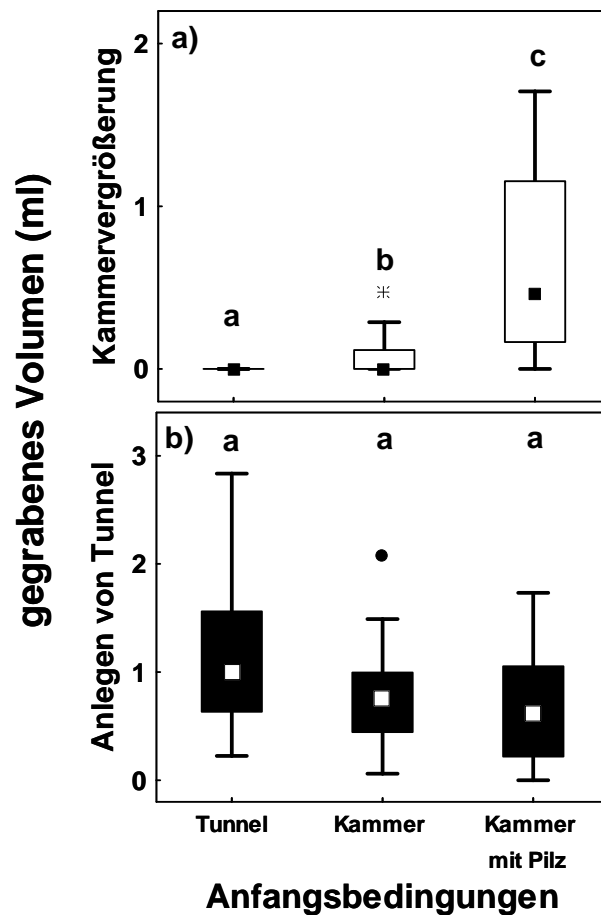 gegrabenes Volumen (ml)
Kammervergrößerung
a)
2
1
0
a
b
c
Anlegen von Tunnel
b)
3
2
1
0
a
a
a
Tunnel
Kammer
Kammer
mit Pilz
Anfangsbedingungen